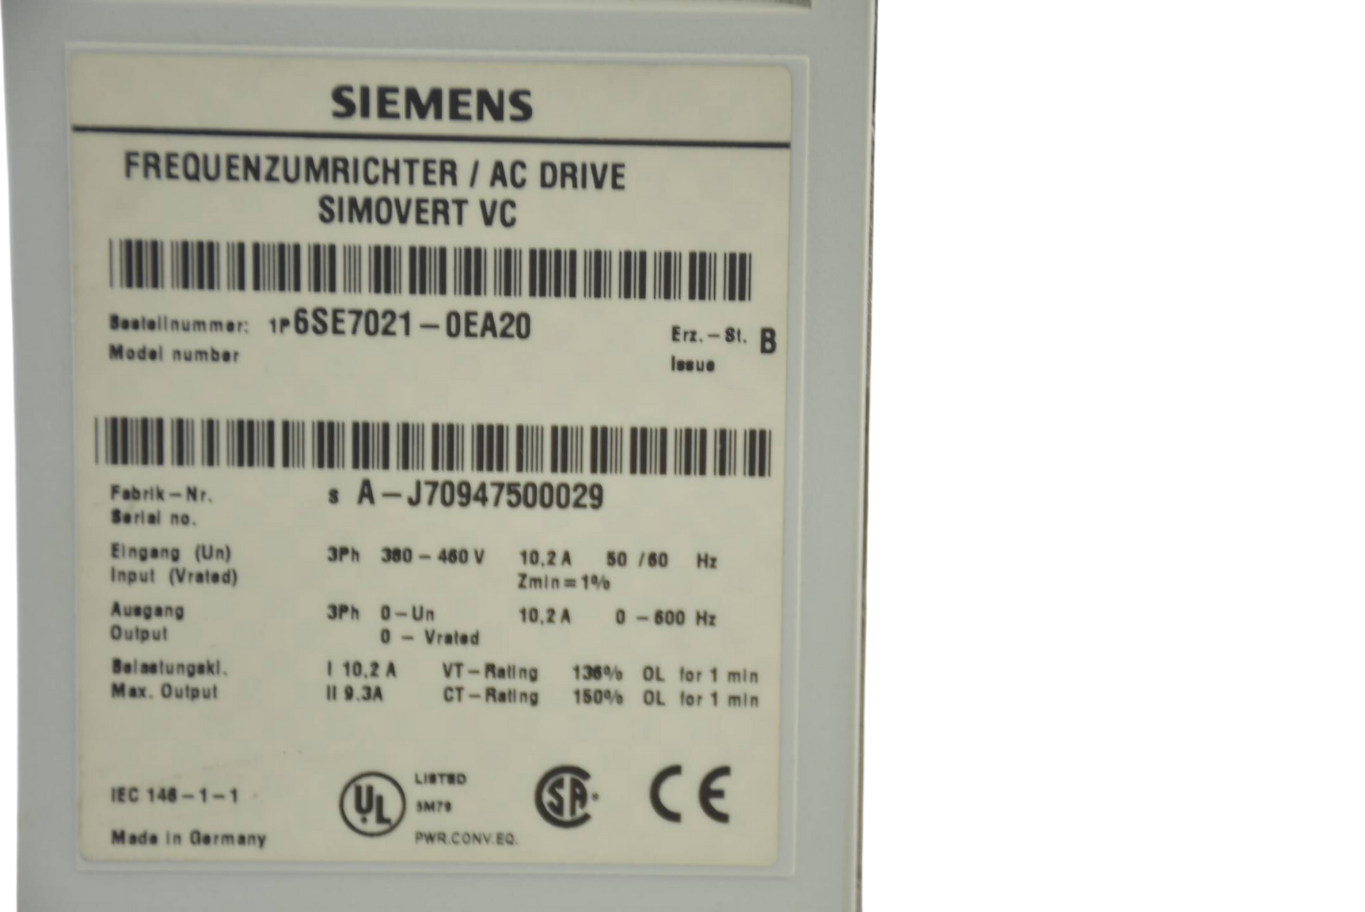 SIEMENS
FREQUENZUMRICHTER / AC DRIVE
SIMOVERT VC
Bestellnummer: 1P 6SE7021-0EA20 Erz.-St. B
Model number Issue
Fabrik-Nr. S A-J70947500029
Serial no.
Eingang (Un) 3Ph 380-460 V 10,2 A 50 /60 Hz
Input (Vrated) Zmin=1%
Ausgang 3Ph 0-Un 10,2 A 0 -600 Hz
Output 0 - Vrated
Belastungskl. I 10,2 A VT-Rating 136% OL for 1 min
Max. Output II 9.3A CT-Rating 150% OL for 1 min
IEC 146-1-1 UL LISTED SA CE
5M79
Made in Germany PWR.CONV.EQ.